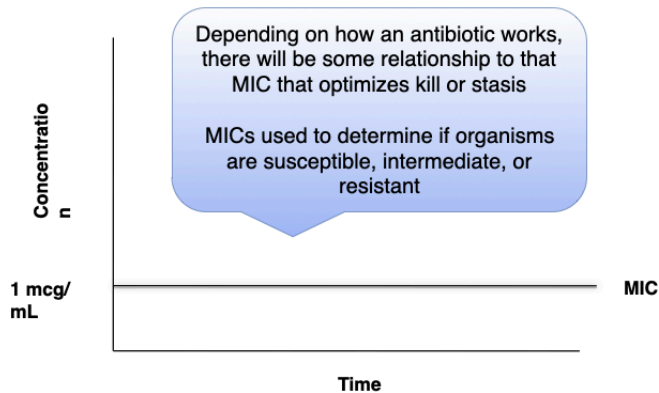 Depending on how an antibiotic works,
there will be some relationship to that
MIC that optimizes kill or stasis
MICs used to determine if organisms
are susceptible, intermediate, or
resistant
Concentratio
n
1 mcg/
mL
MIC
Time